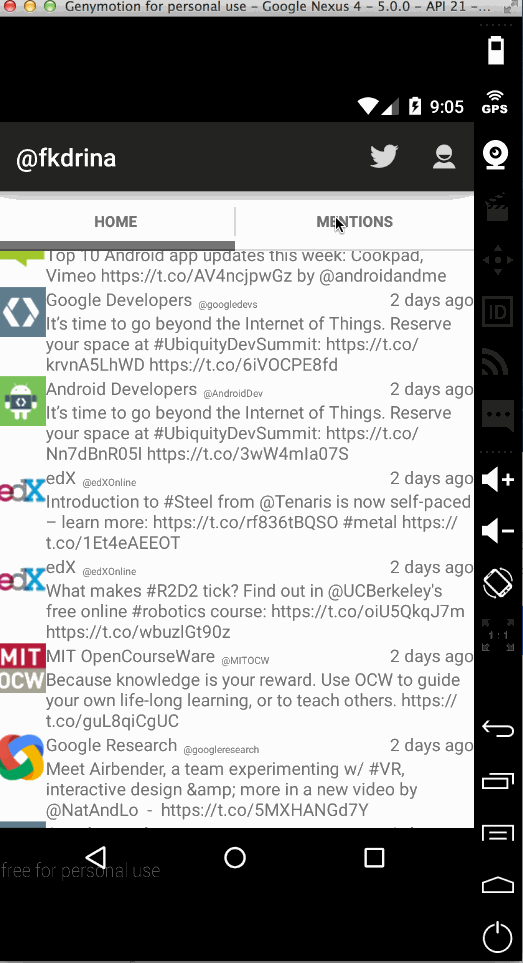 Genymotion for personal use – Google Nexus 4 – 5.0.0 – API 21 –...
9:05
GPS
@fkdrina
HOME
MENTIONS
Top 10 Android app updates this week: Cookpad,
Vimeo https://t.co/AV4ncjpwGz by @androidandme
Google Developers @googledevs 2 days ago
It’s time to go beyond the Internet of Things. Reserve
your space at #UbiquityDevSummit: https://t.co/
krvnA5LhWD https://t.co/6iVOCPE8fd
Android Developers @AndroidDev 2 days ago
It’s time to go beyond the Internet of Things. Reserve
your space at #UbiquityDevSummit: https://t.co/
Nn7dBnR05I https://t.co/3wW4mIa07S
ID
edX
edX @edXOnline 2 days ago
Introduction to #Steel from @Tenaris is now self-paced
– learn more: https://t.co/rf836tBQSO #metal https://
t.co/1Et4eAEEOT
edX
edX @edXOnline 2 days ago
What makes #R2D2 tick? Find out in @UCBerkeley's
free online #robotics course: https://t.co/oiU5QkqJ7m
https://t.co/wbuzlGt90z
1:1
MIT
OCW
MIT OpenCourseWare @MITOCW 2 days ago
Because knowledge is your reward. Use OCW to guide
your own life-long learning, or to teach others. https://
t.co/guL8qiCgUC
Google Research @googleresearch 2 days ago
Meet Airbender, a team experimenting w/ #VR,
interactive design &amp; more in a new video by
@NatAndLo - https://t.co/5MXHANGd7Y
free for personal use